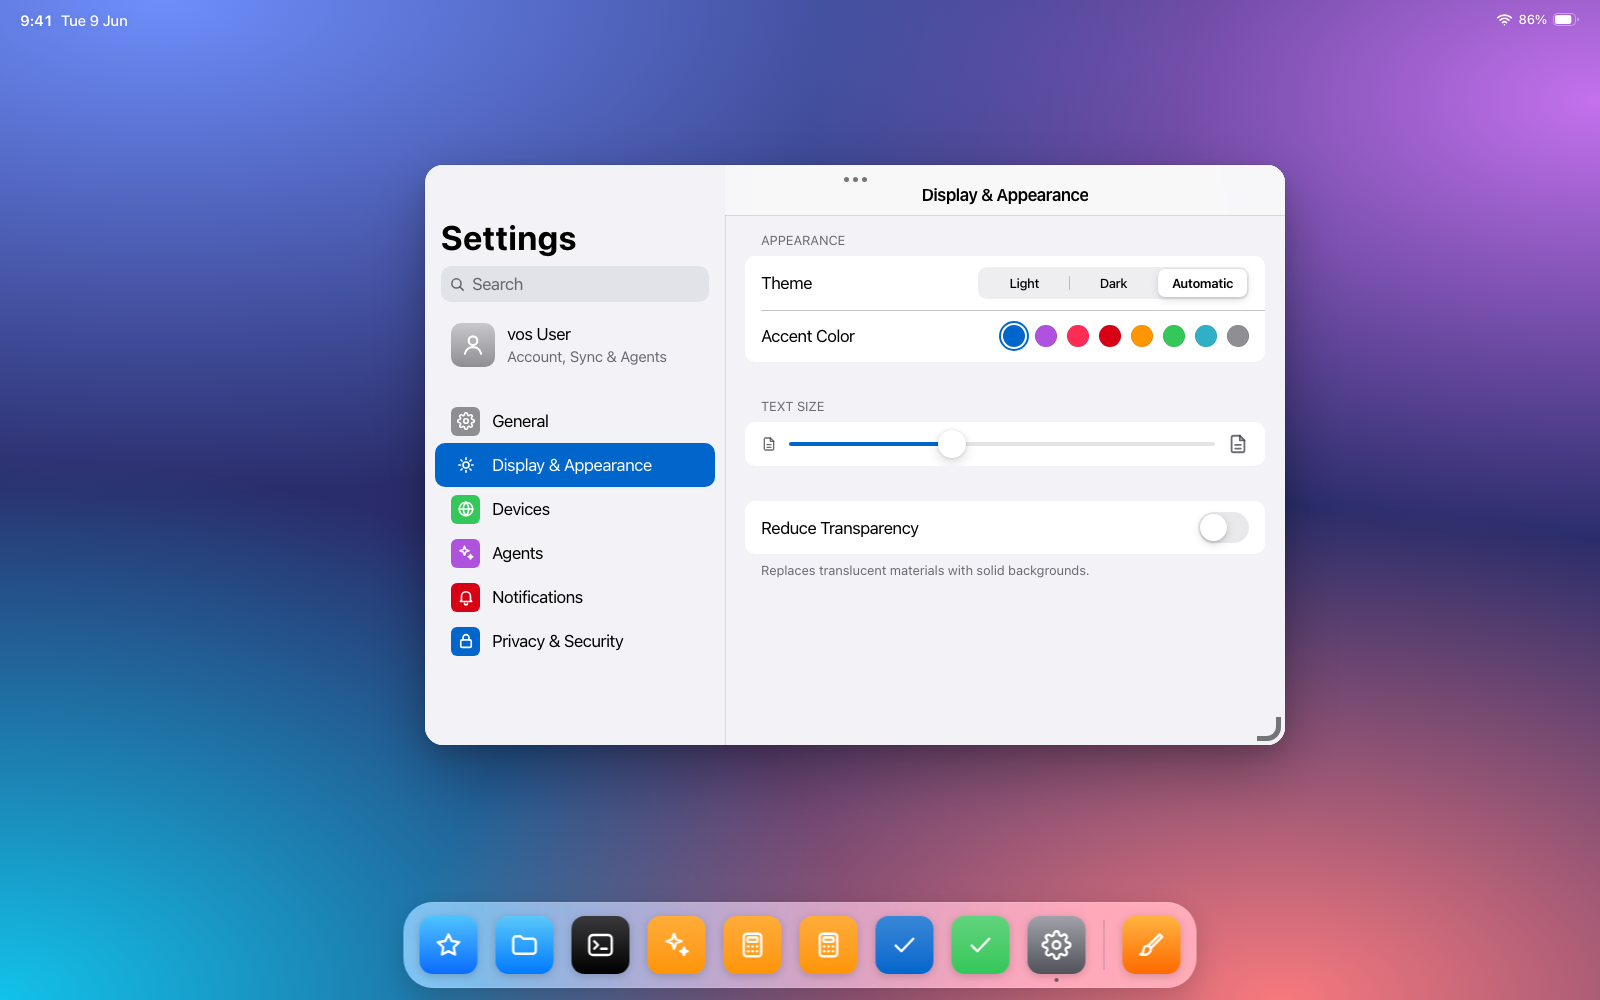 9:41 Tue 9 Jun
86%
Settings
Search
vos User
Account, Sync & Agents
General
Display & Appearance
Devices
Agents
Notifications
Privacy & Security
Display & Appearance
APPEARANCE
Theme
Light
Dark
Automatic
Accent Color
TEXT SIZE
Reduce Transparency
Replaces translucent materials with solid backgrounds.